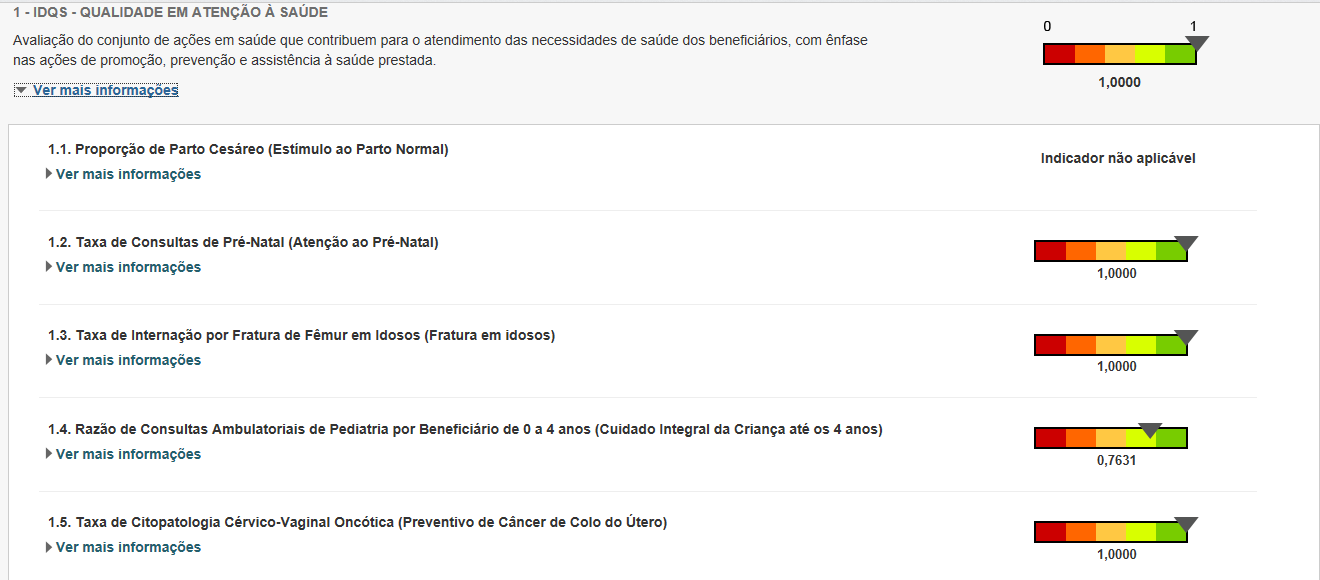 1 - IDQS - QUALIDADE EM ATENÇÃO À SAÚDE
Avaliação do conjunto de ações em saúde que contribuem para o atendimento das necessidades de saúde dos beneficiários, com ênfase
nas ações de promoção, prevenção e assistência à saúde prestada.
Ver mais informações
0 1
1,0000
1.1. Proporção de Parto Cesáreo (Estímulo ao Parto Normal)
Ver mais informações
Indicador não aplicável
1.2. Taxa de Consultas de Pré-Natal (Atenção ao Pré-Natal)
Ver mais informações
1,0000
1.3. Taxa de Internação por Fratura de Fêmur em Idosos (Fratura em idosos)
Ver mais informações
1,0000
1.4. Razão de Consultas Ambulatoriais de Pediatria por Beneficiário de 0 a 4 anos (Cuidado Integral da Criança até os 4 anos)
Ver mais informações
0,7631
1.5. Taxa de Citopatologia Cérvico-Vaginal Oncótica (Preventivo de Câncer de Colo do Útero)
Ver mais informações
1,0000